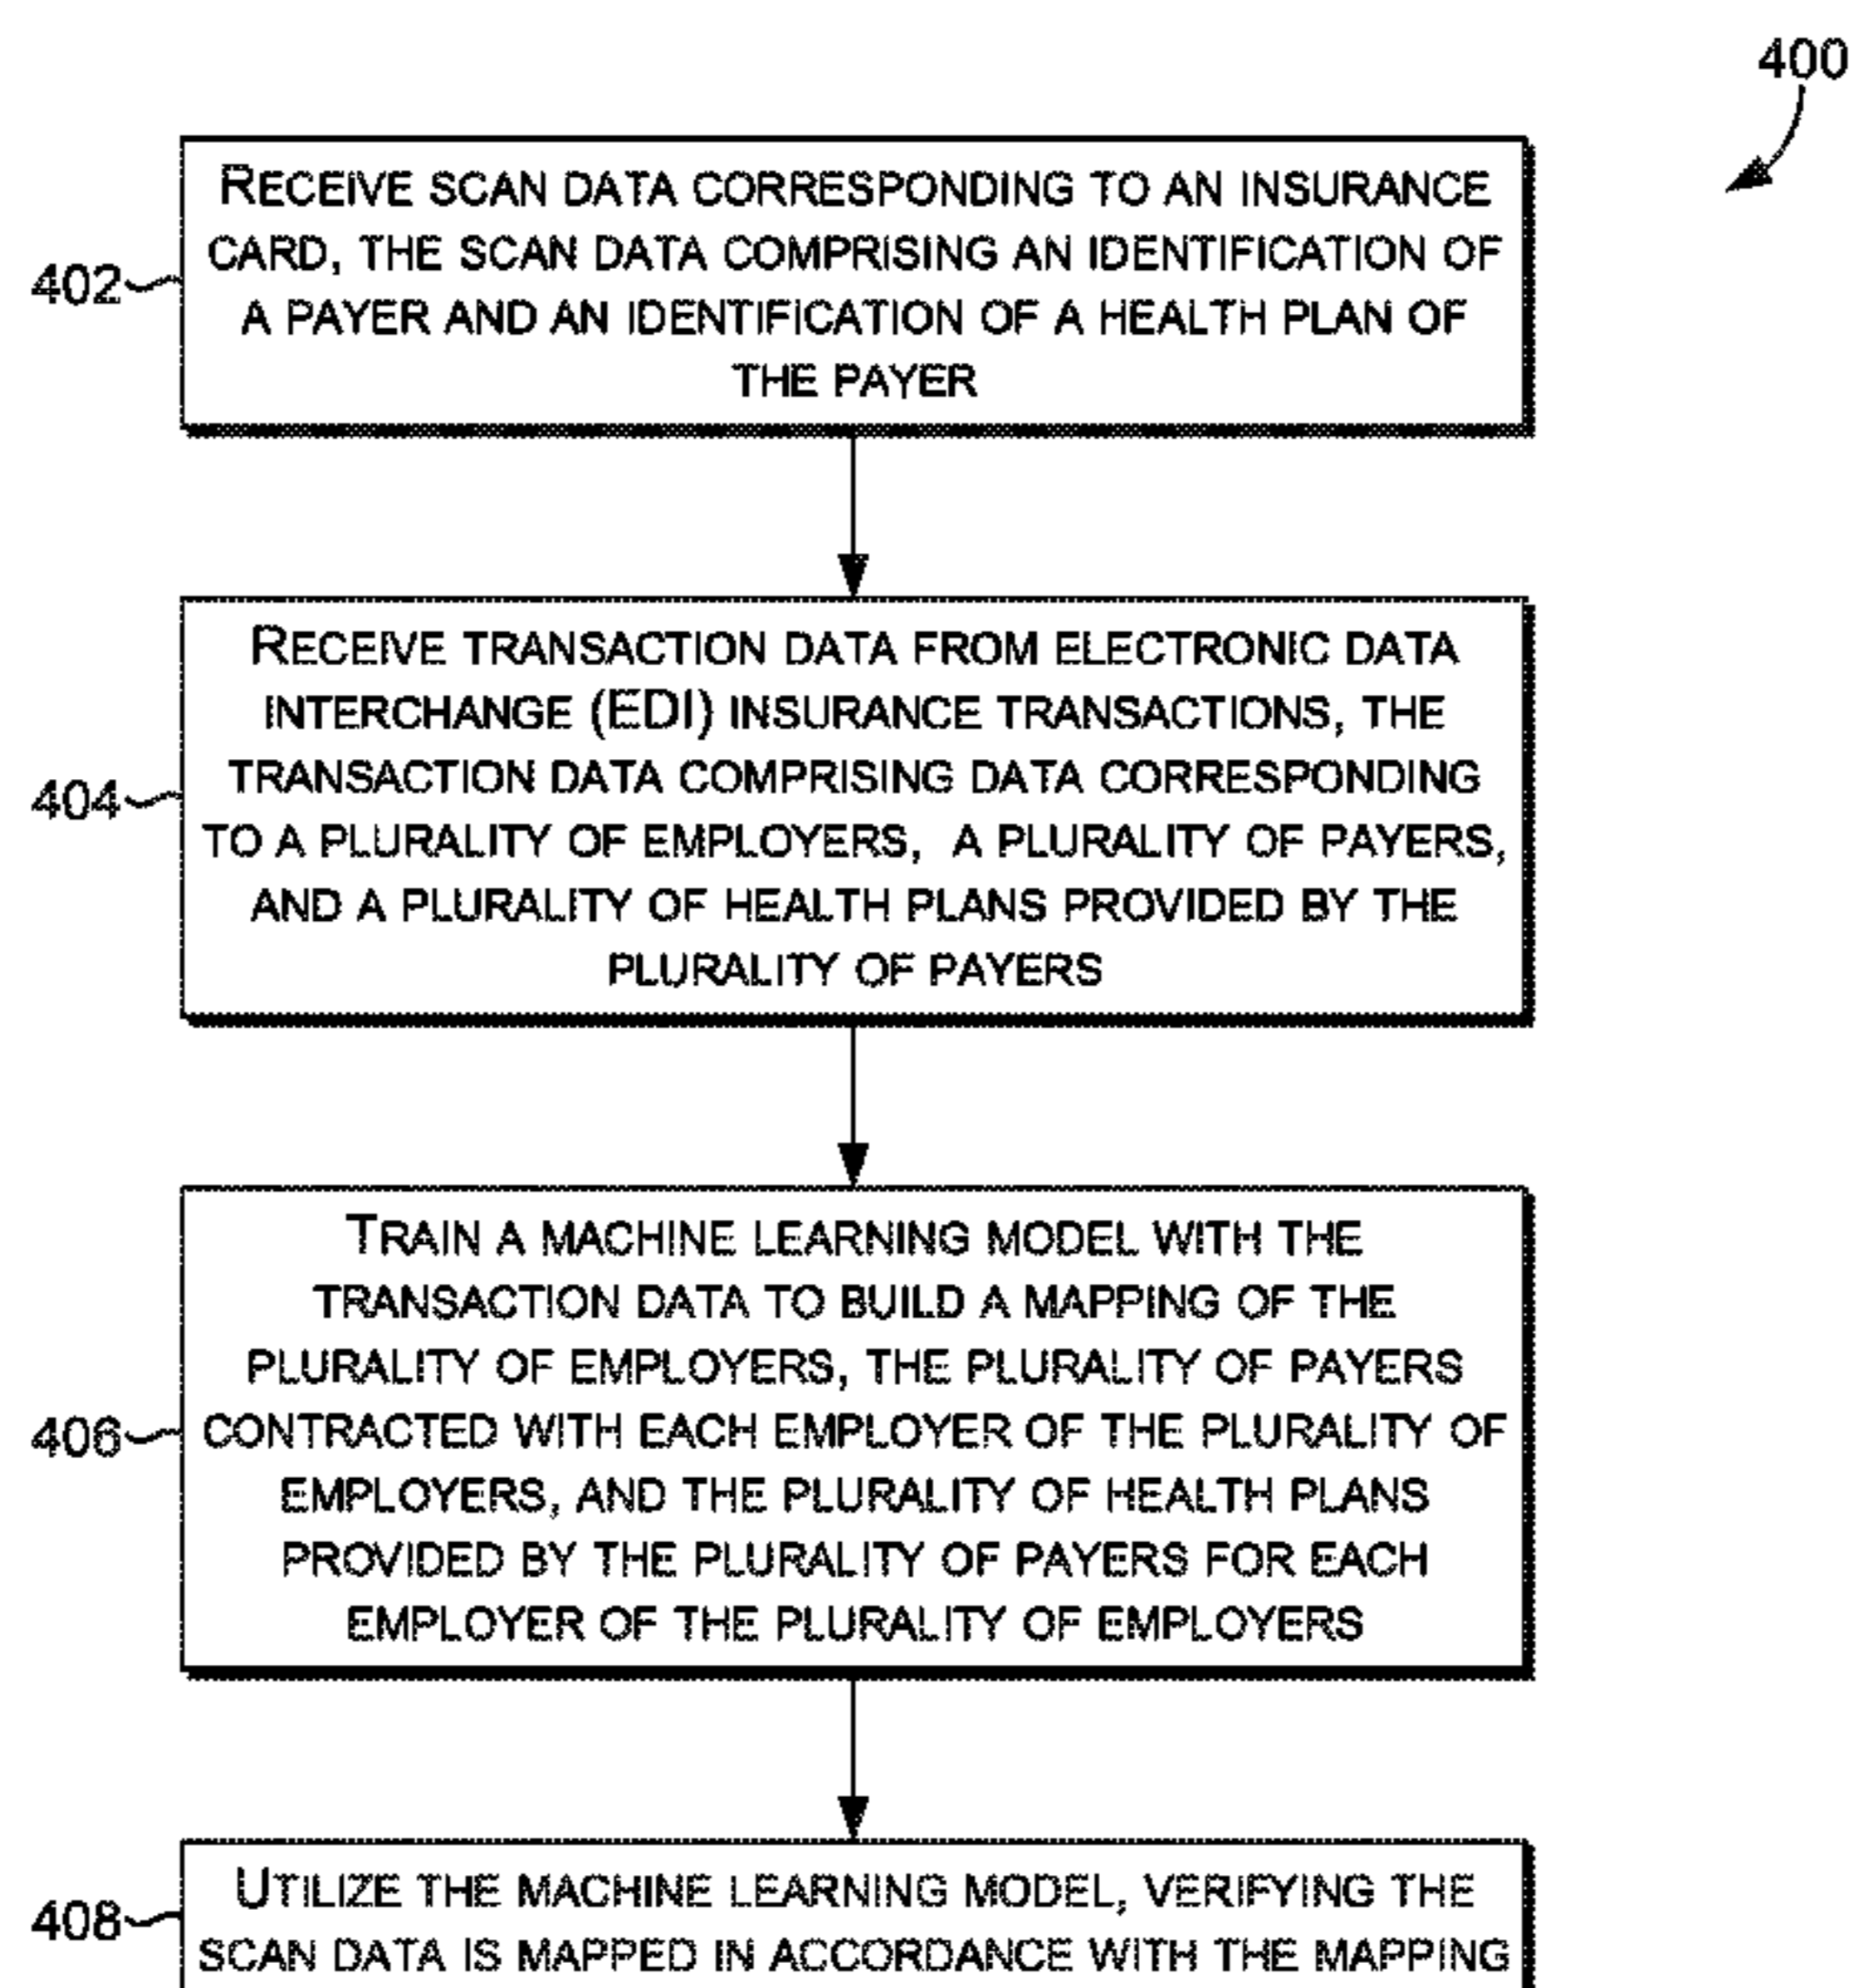 400
RECEIVE SCAN DATA CORRESPONDING TO AN INSURANCE
CARD, THE SCAN DATA COMPRISING AN IDENTIFICATION OF
A PAYER AND AN IDENTIFICATION OF A HEALTH PLAN OF
THE PAYER
402
RECEIVE TRANSACTION DATA FROM ELECTRONIC DATA
INTERCHANGE (EDI) INSURANCE TRANSACTIONS, THE
TRANSACTION DATA COMPRISING DATA CORRESPONDING
TO A PLURALITY OF EMPLOYERS, A PLURALITY OF PAYERS,
AND A PLURALITY OF HEALTH PLANS PROVIDED BY THE
PLURALITY OF PAYERS
404
TRAIN A MACHINE LEARNING MODEL WITH THE
TRANSACTION DATA TO BUILD A MAPPING OF THE
PLURALITY OF EMPLOYERS, THE PLURALITY OF PAYERS
CONTRACTED WITH EACH EMPLOYER OF THE PLURALITY OF
EMPLOYERS, AND THE PLURALITY OF HEALTH PLANS
PROVIDED BY THE PLURALITY OF PAYERS FOR EACH
EMPLOYER OF THE PLURALITY OF EMPLOYERS
406
UTILIZE THE MACHINE LEARNING MODEL, VERIFYING THE
SCAN DATA IS MAPPED IN ACCORDANCE WITH THE MAPPING
408